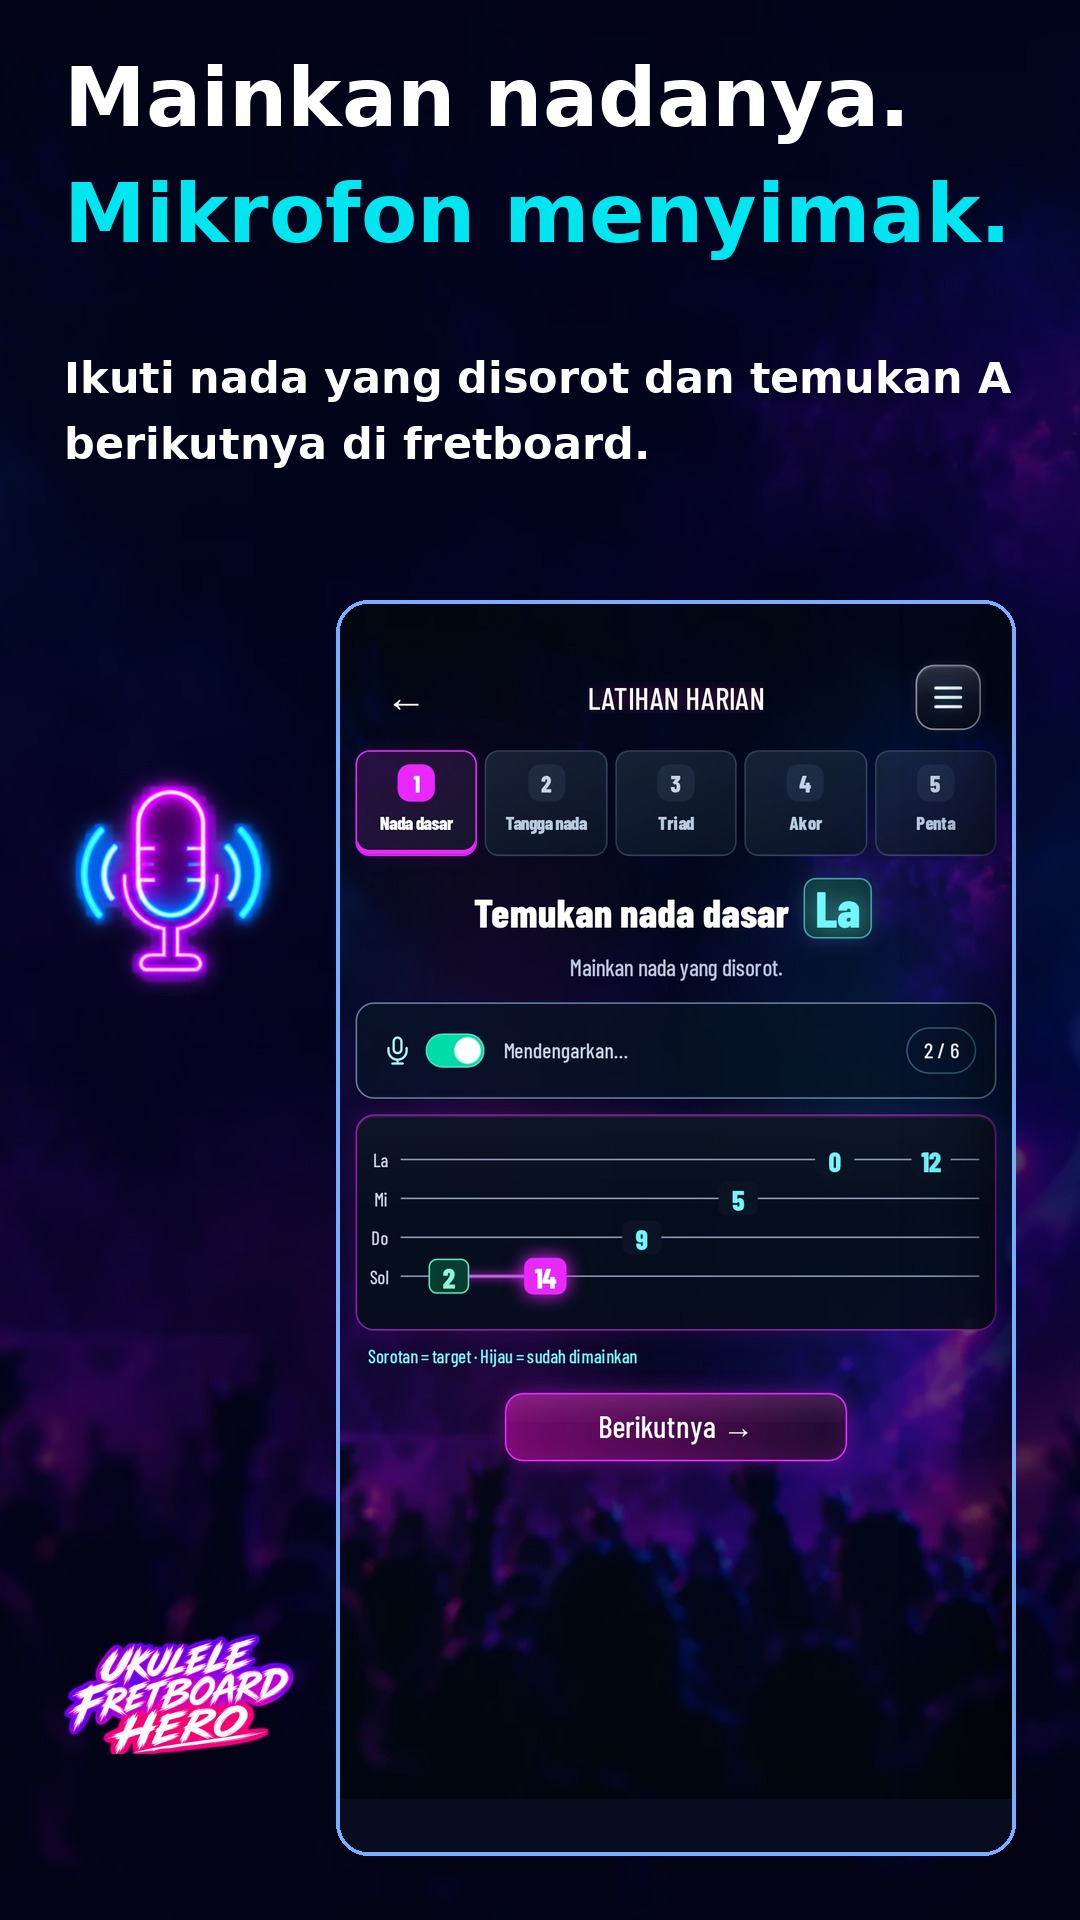 Mainkan nadanya.
Mikrofon menyimak.
Ikuti nada yang disorot dan temukan A
berikutnya di fretboard.
← LATIHAN HARIAN
1 2 3 4 5
Nada dasar Tangga nada Triad Akor Penta
Temukan nada dasar La
Mainkan nada yang disorot.
Mendengarkan... 2 / 6
La 0 12
Mi 5
Do 9
Sol 2 14
Sorotan = target · Hijau = sudah dimainkan
Berikutnya →
UKULELE
FRETBOARD
HERO